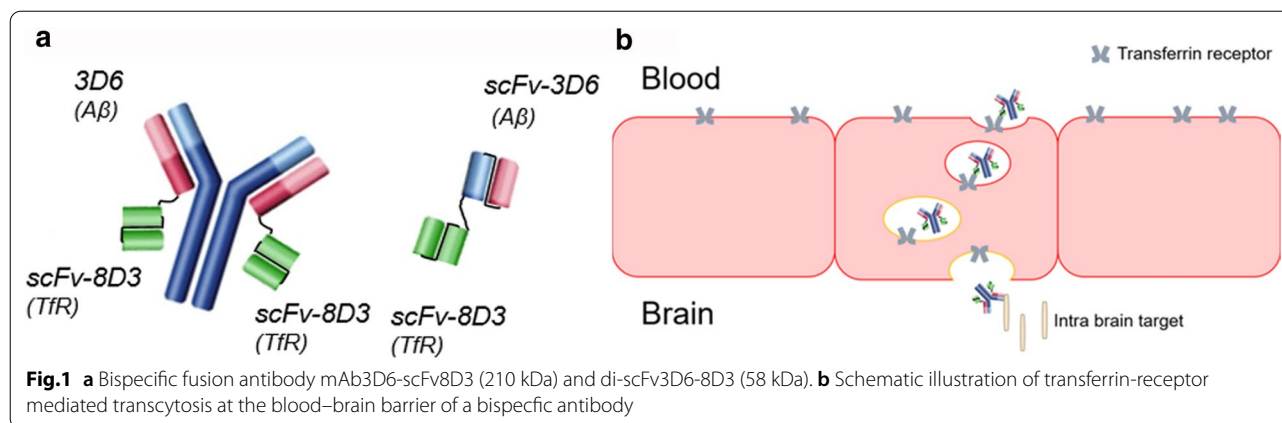 a
3D6
(Aβ)
scFv-3D6
(Aβ)
scFv-8D3
(TfR)
scFv-8D3
(TfR)
scFv-8D3
(TfR)
b
Transferrin receptor
Blood
Brain
Intra brain target
Fig.1 a Bispecific fusion antibody mAb3D6-scFv8D3 (210 kDa) and di-scFv3D6-8D3 (58 kDa). b Schematic illustration of transferrin-receptor
mediated transcytosis at the blood–brain barrier of a bispecfic antibody